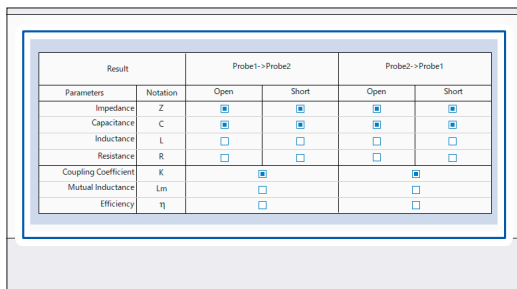 Result Probe1->Probe2 Probe2->Probe1
Parameters Notation Open Short Open Short
Impedance Z
Capacitance C
Inductance L
Resistance R
Coupling Coefficient K
Mutual Inductance Lm
Efficiency η